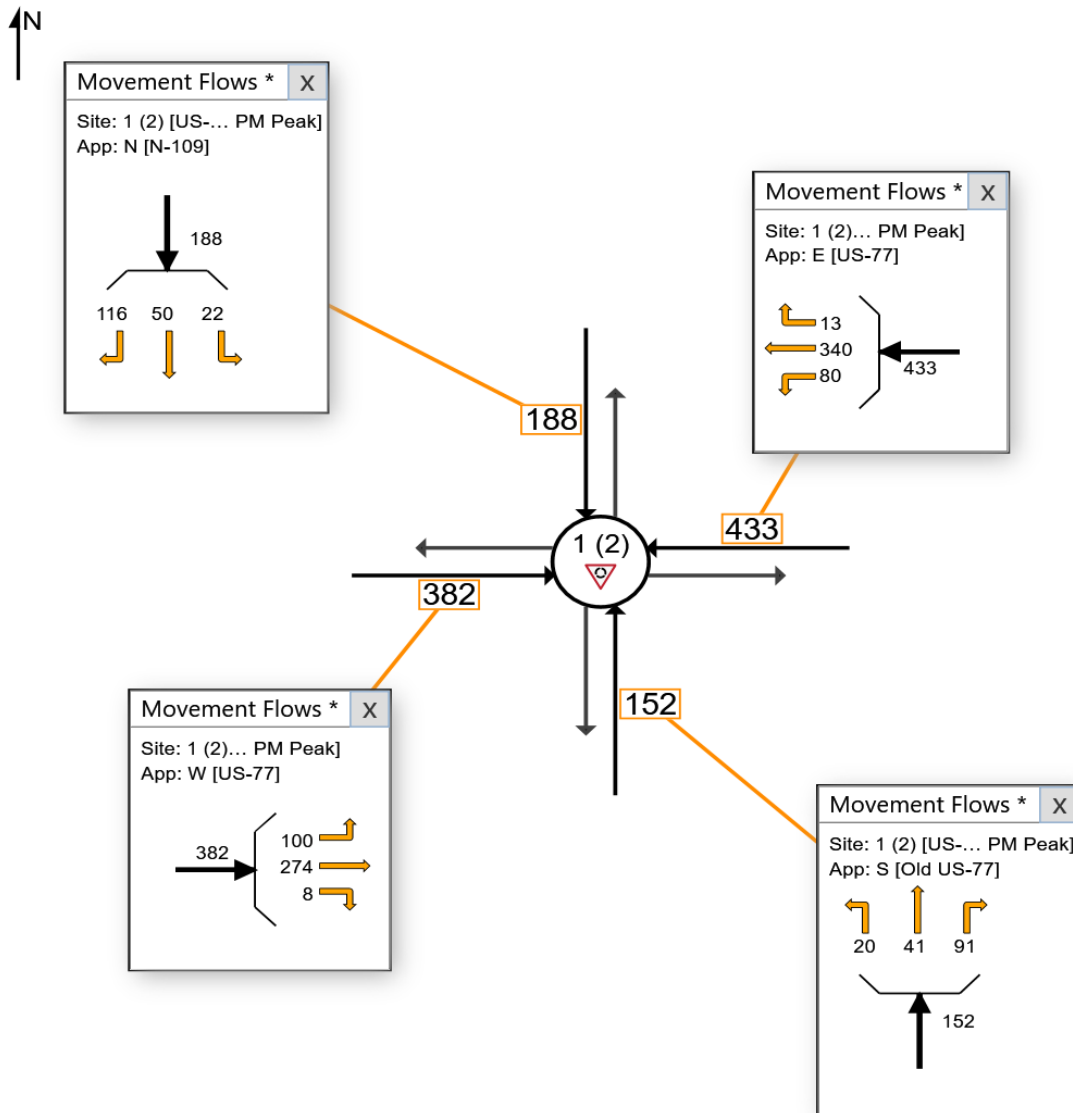 N
Movement Flows * X
Site: 1 (2) [US-... PM Peak]
App: N [N-109]
188
116 50 22
Movement Flows * X
Site: 1 (2)... PM Peak]
App: E [US-77]
13
340
80
433
188
433
1 (2)
382
152
Movement Flows * X
Site: 1 (2)... PM Peak]
App: W [US-77]
382
100
274
8
Movement Flows * X
Site: 1 (2) [US-... PM Peak]
App: S [Old US-77]
20 41 91
152